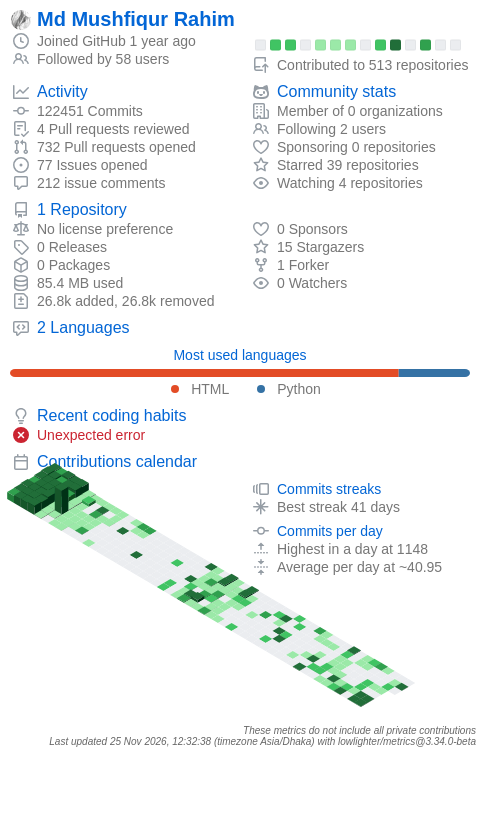 Md Mushfiqur Rahim
Joined GitHub 1 year ago
Followed by 58 users
Contributed to 513 repositories
Activity
122451 Commits
4 Pull requests reviewed
732 Pull requests opened
77 Issues opened
212 issue comments
Community stats
Member of 0 organizations
Following 2 users
Sponsoring 0 repositories
Starred 39 repositories
Watching 4 repositories
1 Repository
No license preference
0 Releases
0 Packages
85.4 MB used
26.8k added, 26.8k removed
0 Sponsors
15 Stargazers
1 Forker
0 Watchers
2 Languages
Most used languages
HTML
Python
Recent coding habits
Unexpected error
Contributions calendar
Commits streaks
Best streak 41 days
Commits per day
Highest in a day at 1148
Average per day at ~40.95
These metrics do not include all private contributions
Last updated 25 Nov 2026, 12:32:38 (timezone Asia/Dhaka) with lowlighter/metrics@3.34.0-beta